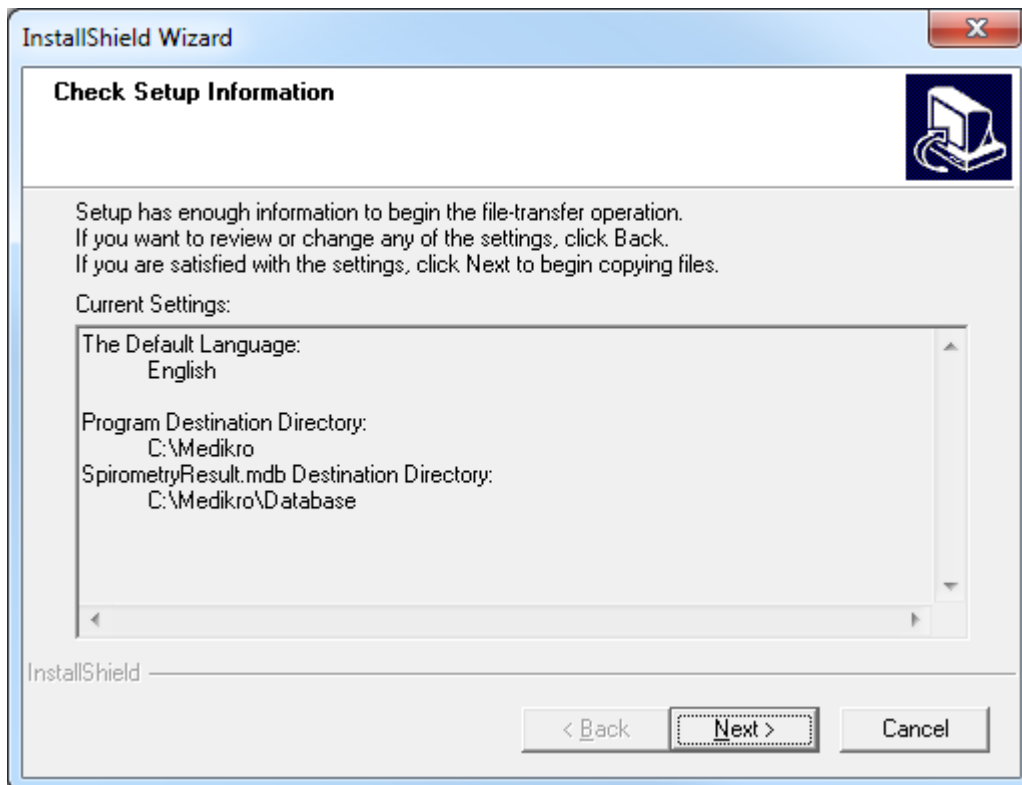 InstallShield Wizard
Check Setup Information
Setup has enough information to begin the file-transfer operation.
If you want to review or change any of the settings, click Back.
If you are satisfied with the settings, click Next to begin copying files.
Current Settings:
The Default Language:
English
Program Destination Directory:
C:\Medikro
SpirometryResult.mdb Destination Directory:
C:\Medikro\Database
InstallShield
< Back
Next >
Cancel